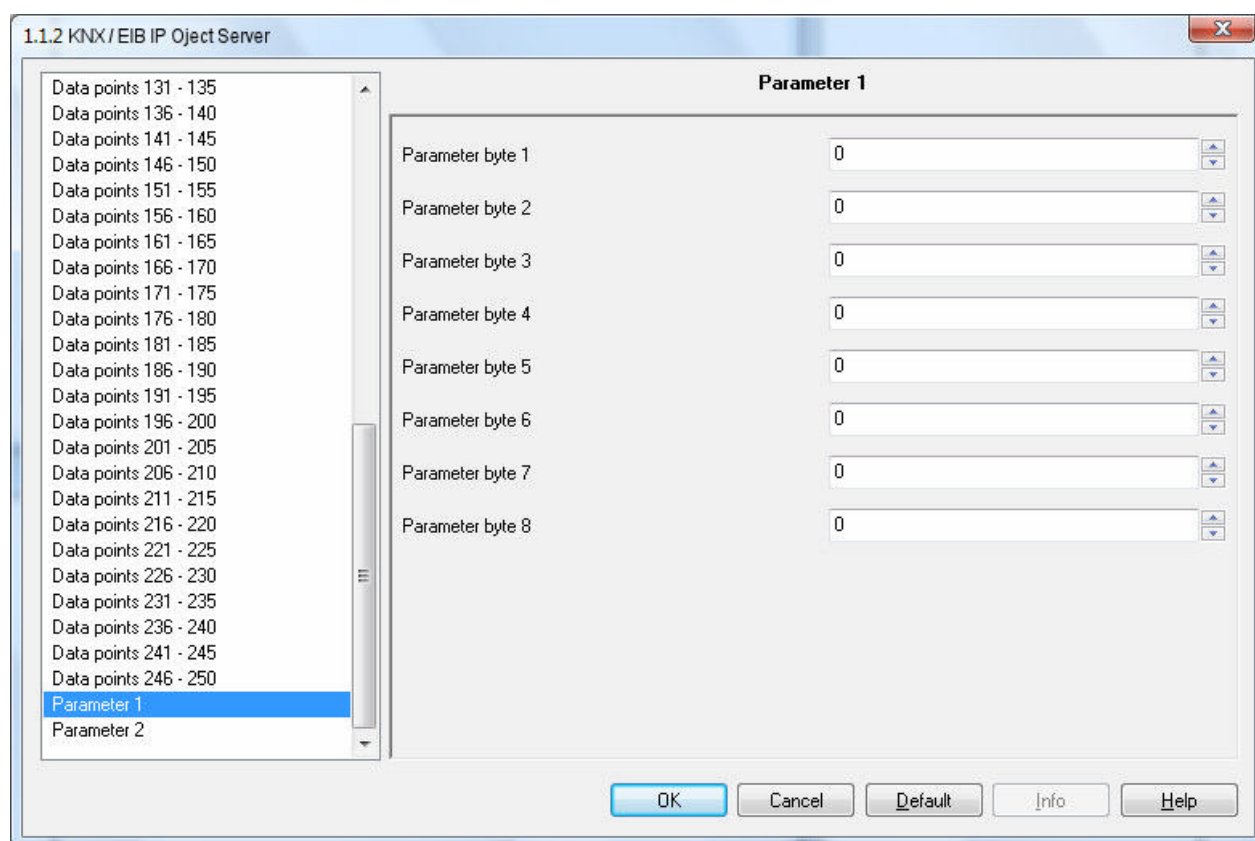 1.1.2 KNX / EIB IP Oject Server
Data points 131 - 135
Data points 136 - 140
Data points 141 - 145
Data points 146 - 150
Data points 151 - 155
Data points 156 - 160
Data points 161 - 165
Data points 166 - 170
Data points 171 - 175
Data points 176 - 180
Data points 181 - 185
Data points 186 - 190
Data points 191 - 195
Data points 196 - 200
Data points 201 - 205
Data points 206 - 210
Data points 211 - 215
Data points 216 - 220
Data points 221 - 225
Data points 226 - 230
Data points 231 - 235
Data points 236 - 240
Data points 241 - 245
Data points 246 - 250
Parameter 1
Parameter 2
Parameter 1
Parameter byte 1 0
Parameter byte 2 0
Parameter byte 3 0
Parameter byte 4 0
Parameter byte 5 0
Parameter byte 6 0
Parameter byte 7 0
Parameter byte 8 0
OK Cancel Default Info Help